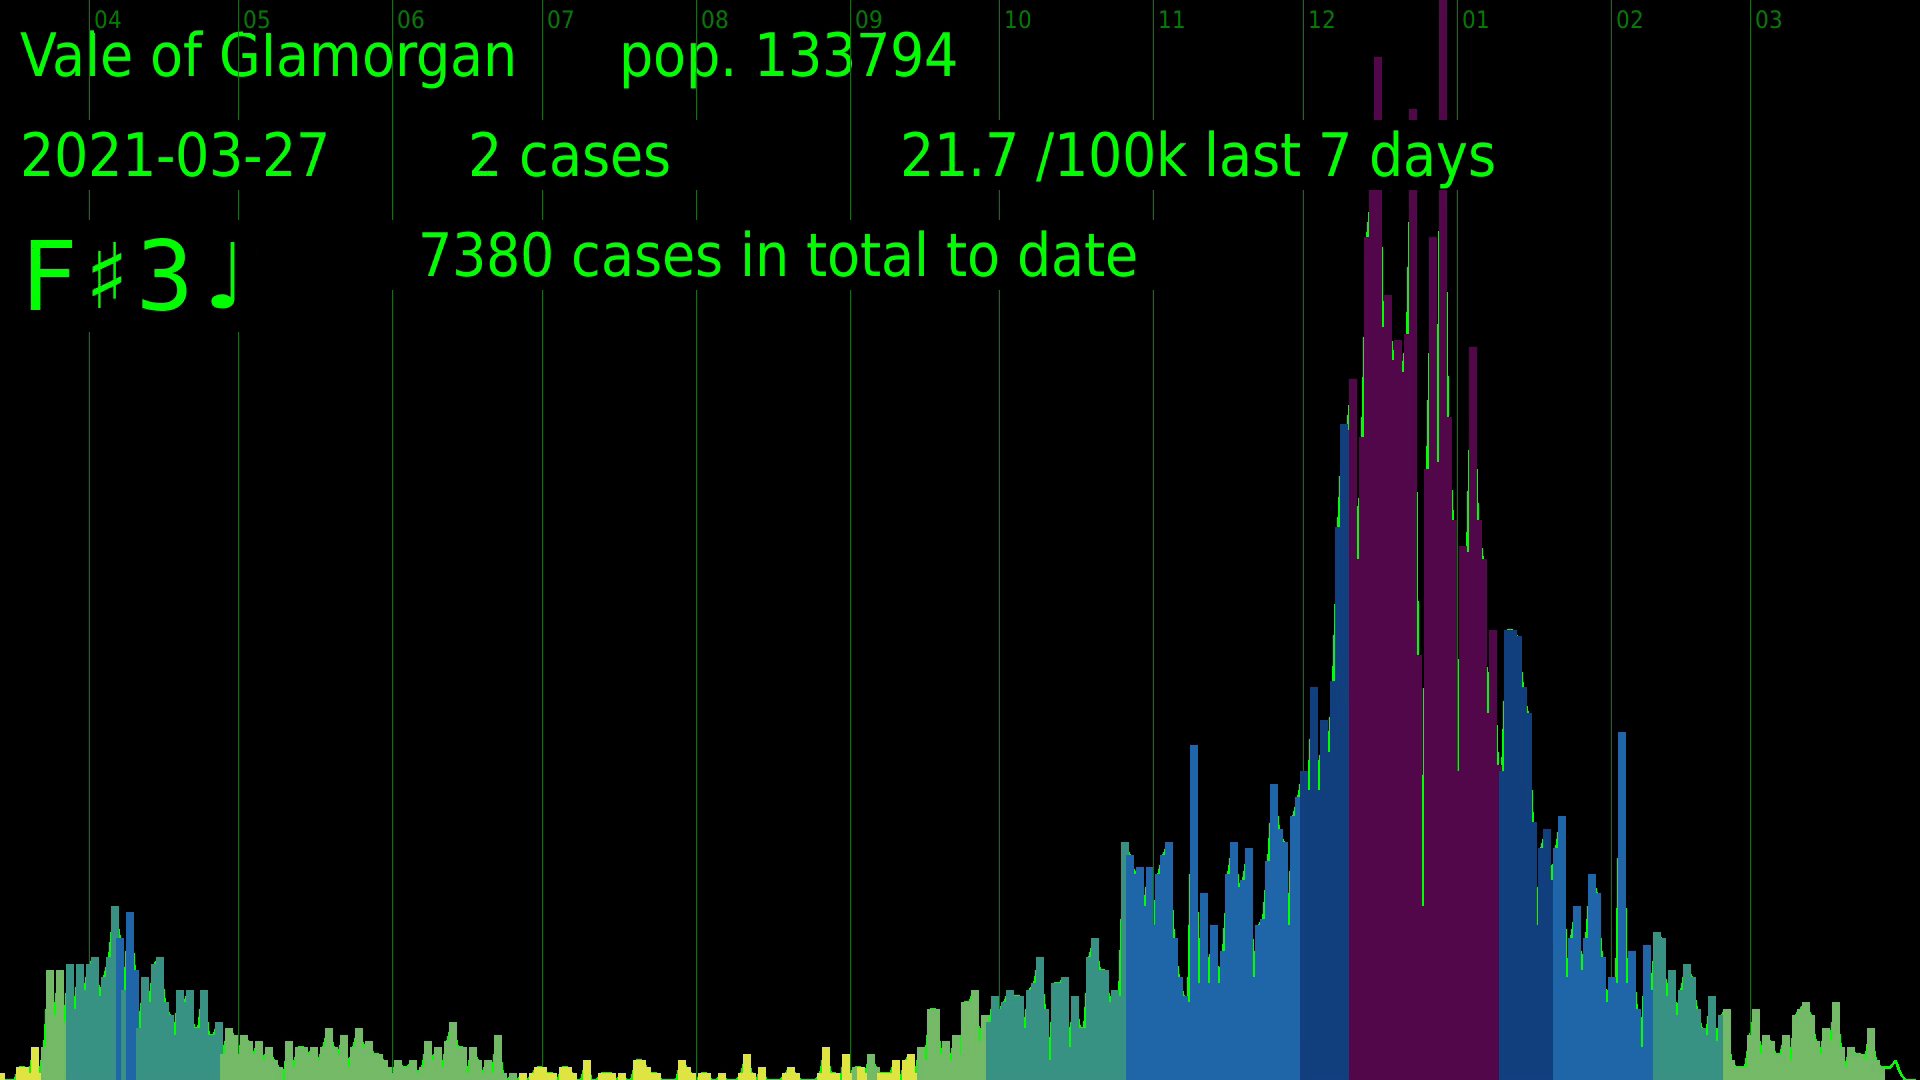 04 05 06 07 08 09 10 11 12 01 02 03
Vale of Glamorgan pop. 133794
2021-03-27 2 cases 21.7 /100k last 7 days
F♯3♩ 7380 cases in total to date